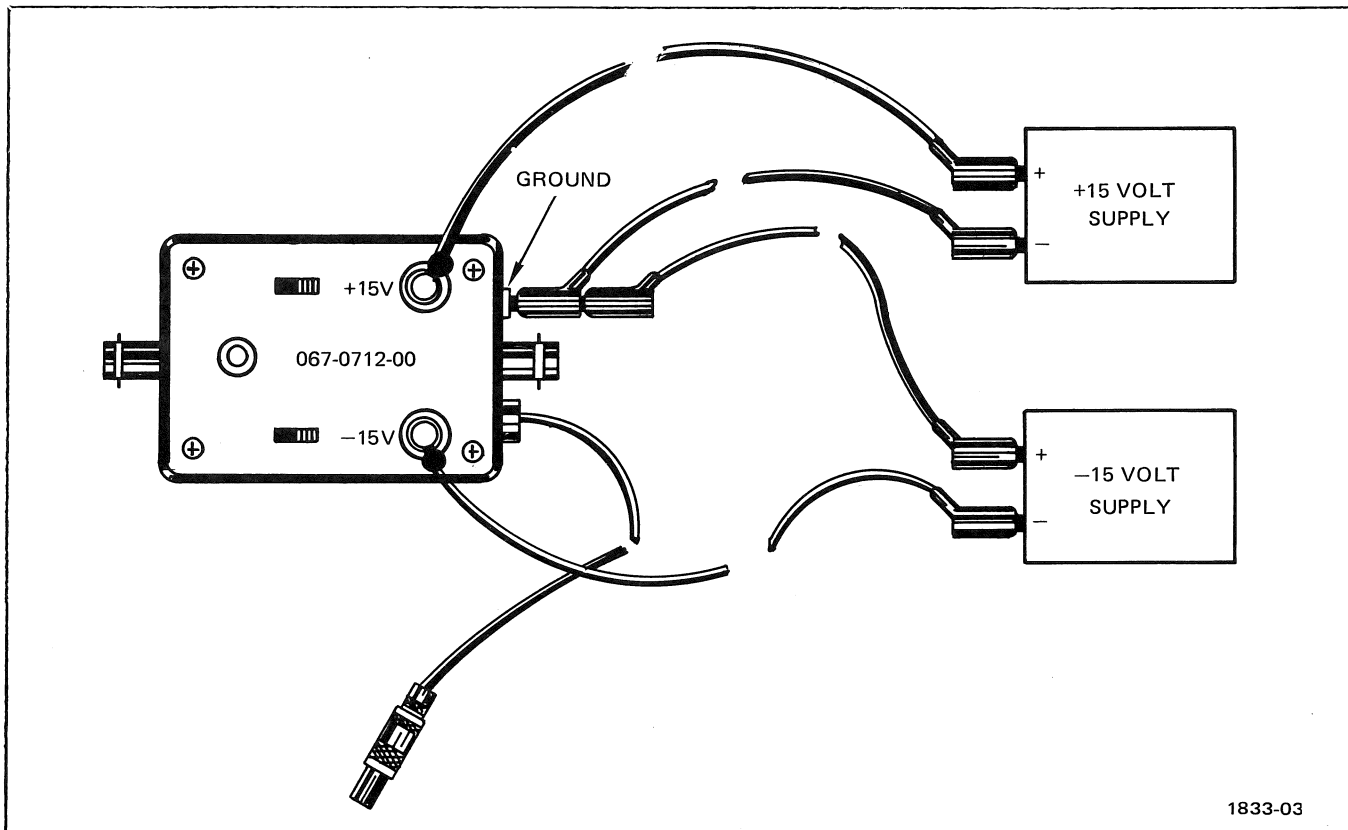 GROUND
+15V
067-0712-00
−15V
+
+15 VOLT
SUPPLY
−
+
−15 VOLT
SUPPLY
−
1833-03